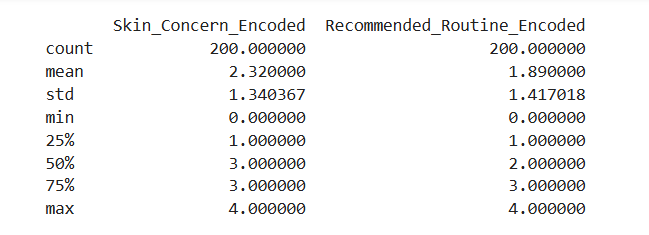 Skin_Concern_Encoded Recommended_Routine_Encoded
count 200.000000 200.000000
mean 2.320000 1.890000
std 1.340367 1.417018
min 0.000000 0.000000
25% 1.000000 1.000000
50% 3.000000 2.000000
75% 3.000000 3.000000
max 4.000000 4.000000